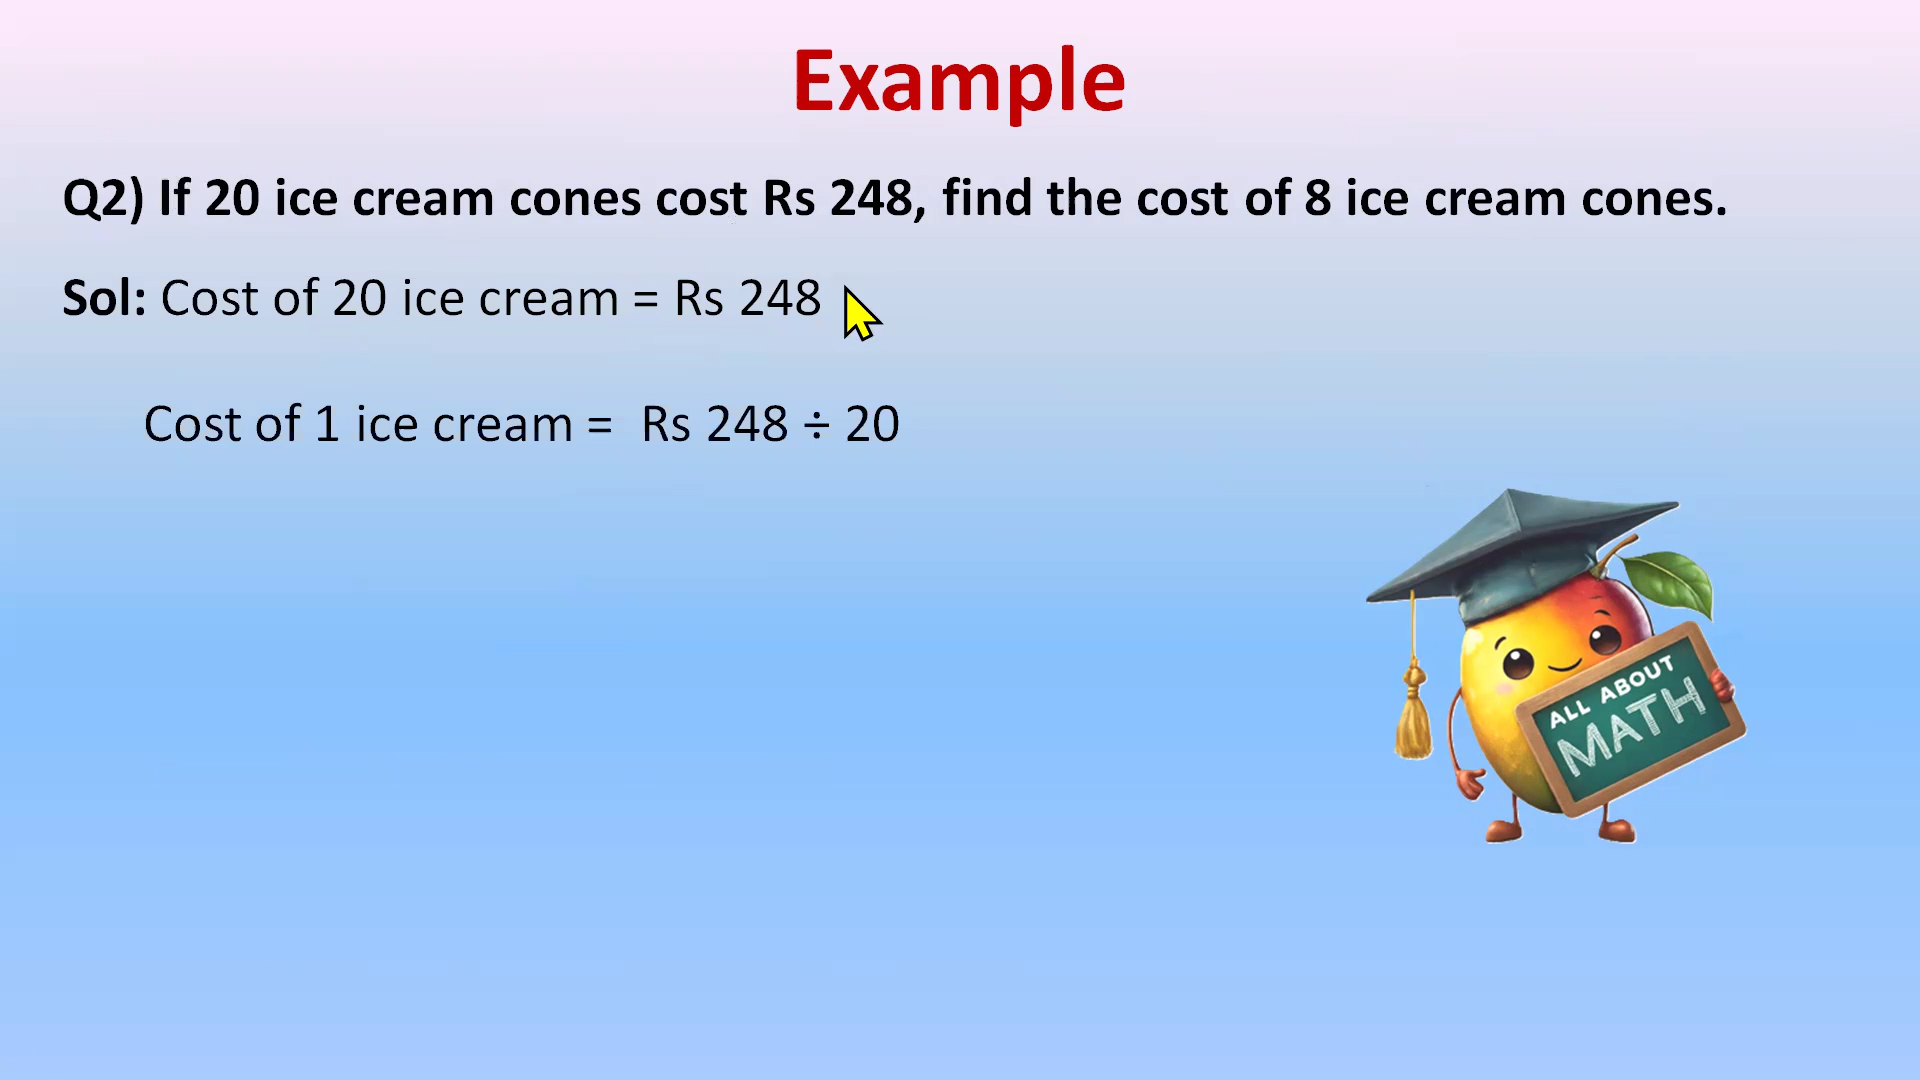 Example
Q2) If 20 ice cream cones cost Rs 248, find the cost of 8 ice cream cones.
Sol: Cost of 20 ice cream = Rs 248
Cost of 1 ice cream = Rs 248 ÷ 20
ALL ABOUT
MATH